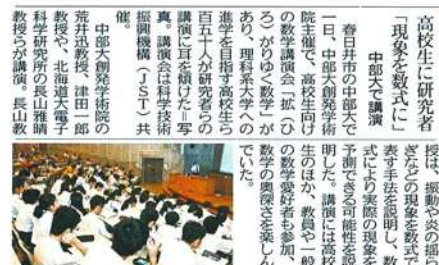 高校生に研究者
「現象を数式に」
中部大で講演
春日井市の中部大で
一日、中部大創発学術
院主催で、高校生向け
の数学講演会「拡(ひ
ろ)がりゆく数学」が
あり、理科系大学への
進学を目指す高校生ら
百五十人が研究者らの
講演に耳を傾けた=写
真。講演会は科学技術
振興機構(JST)共
催。
中部大創発学術院の
荒井迅教授、津田一郎
教授や、北海道大電子
科学研究所の長山雅晴
教授らが講演。長山教
授は、振動や炎の揺ら
ぎなどの現象を数式で
表す手法を説明し、数
式により実際の現象を
予測できる可能性を説
明した。講演には高校
生のほか、教員や一般
の数学愛好者も参加、
数学の奥深さを楽しん
でいた。